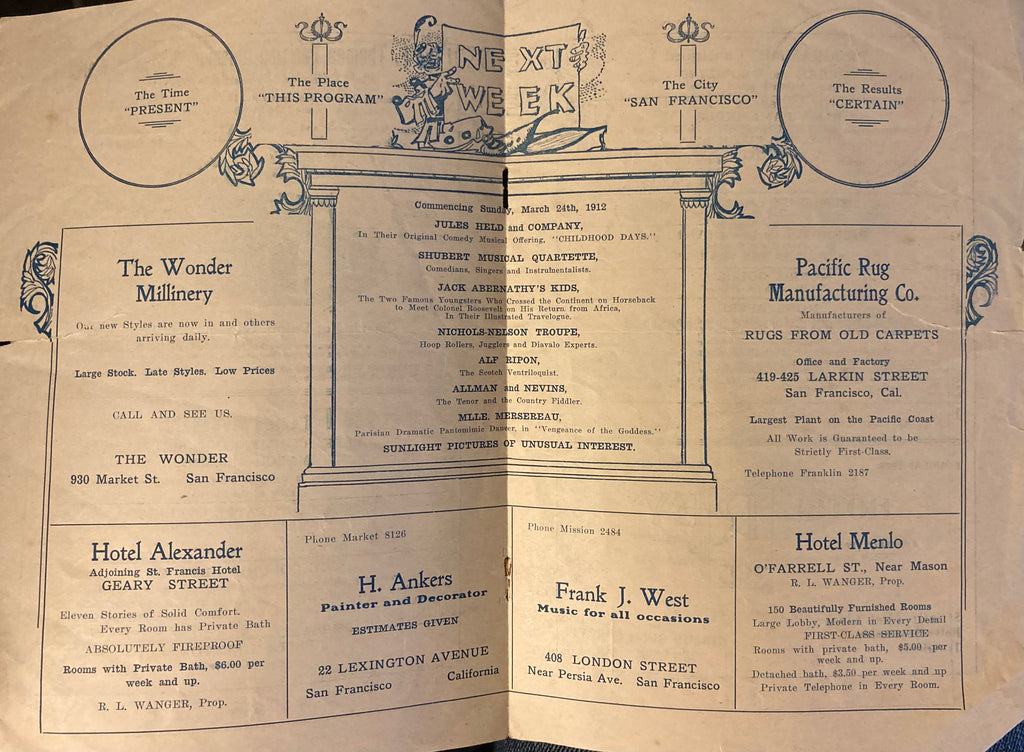 The Time
"PRESENT"
The Place
"THIS PROGRAM"
NEXT
WEEK
The City
"SAN FRANCISCO"
The Results
"CERTAIN"
Commencing Sunday, March 24th, 1912
JULES HELD and COMPANY,
In Their Original Comedy Musical Offering, "CHILDHOOD DAYS."
SHUBERT MUSICAL QUARTETTE,
Comedians, Singers and Instrumentalists.
JACK ABERNATHY'S KIDS,
The Two Famous Youngsters Who Crossed the Continent on Horseback
to Meet Colonel Roosevelt on His Return from Africa,
In Their Illustrated Travelogue.
NICHOLS-NELSON TROUPE,
Hoop Rollers, Jugglers and Diavalo Experts.
ALF RIPON,
The Scotch Ventriloquist.
ALLMAN and NEVINS,
The Tenor and the Country Fiddler.
MLLE. MERSEREAU,
Parisian Dramatic Pantomimic Dancer, in "Vengeance of the Goddess."
SUNLIGHT PICTURES OF UNUSUAL INTEREST.
The Wonder
Millinery
Our new Styles are now in and others
arriving daily.
Large Stock. Late Styles. Low Prices
CALL AND SEE US.
THE WONDER
930 Market St. San Francisco
Pacific Rug
Manufacturing Co.
Manufacturers of
RUGS FROM OLD CARPETS
Office and Factory
419-425 LARKIN STREET
San Francisco, Cal.
Largest Plant on the Pacific Coast
All Work is Guaranteed to be
Strictly First-Class.
Telephone Franklin 2187
Hotel Alexander
Adjoining St. Francis Hotel
GEARY STREET
Eleven Stories of Solid Comfort.
Every Room has Private Bath
ABSOLUTELY FIREPROOF
Rooms with Private Bath, $6.00 per
week and up.
R. L. WANGER, Prop.
Phone Market 8126
H. Ankers
Painter and Decorator
ESTIMATES GIVEN
22 LEXINGTON AVENUE
San Francisco California
Phone Mission 2484
Frank J. West
Music for all occasions
408 LONDON STREET
Near Persia Ave. San Francisco
Hotel Menlo
O'FARRELL ST., Near Mason
R. L. WANGER, Prop.
150 Beautifully Furnished Rooms
Large Lobby, Modern in Every Detail
FIRST-CLASS SERVICE
Rooms with private bath, $5.00 per
week and up.
Detached bath, $3.50 per week and up
Private Telephone in Every Room.